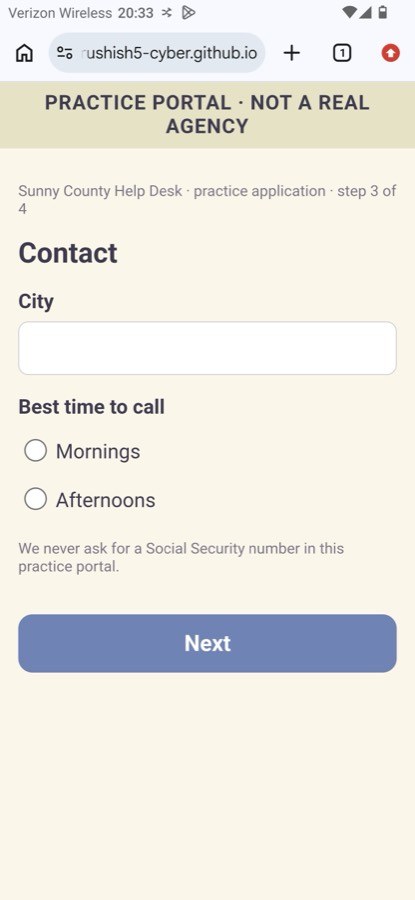 Verizon Wireless 20:33
ushish5-cyber.github.io
1
PRACTICE PORTAL · NOT A REAL
AGENCY
Sunny County Help Desk · practice application · step 3 of
4
Contact
City
Best time to call
Mornings
Afternoons
We never ask for a Social Security number in this
practice portal.
Next